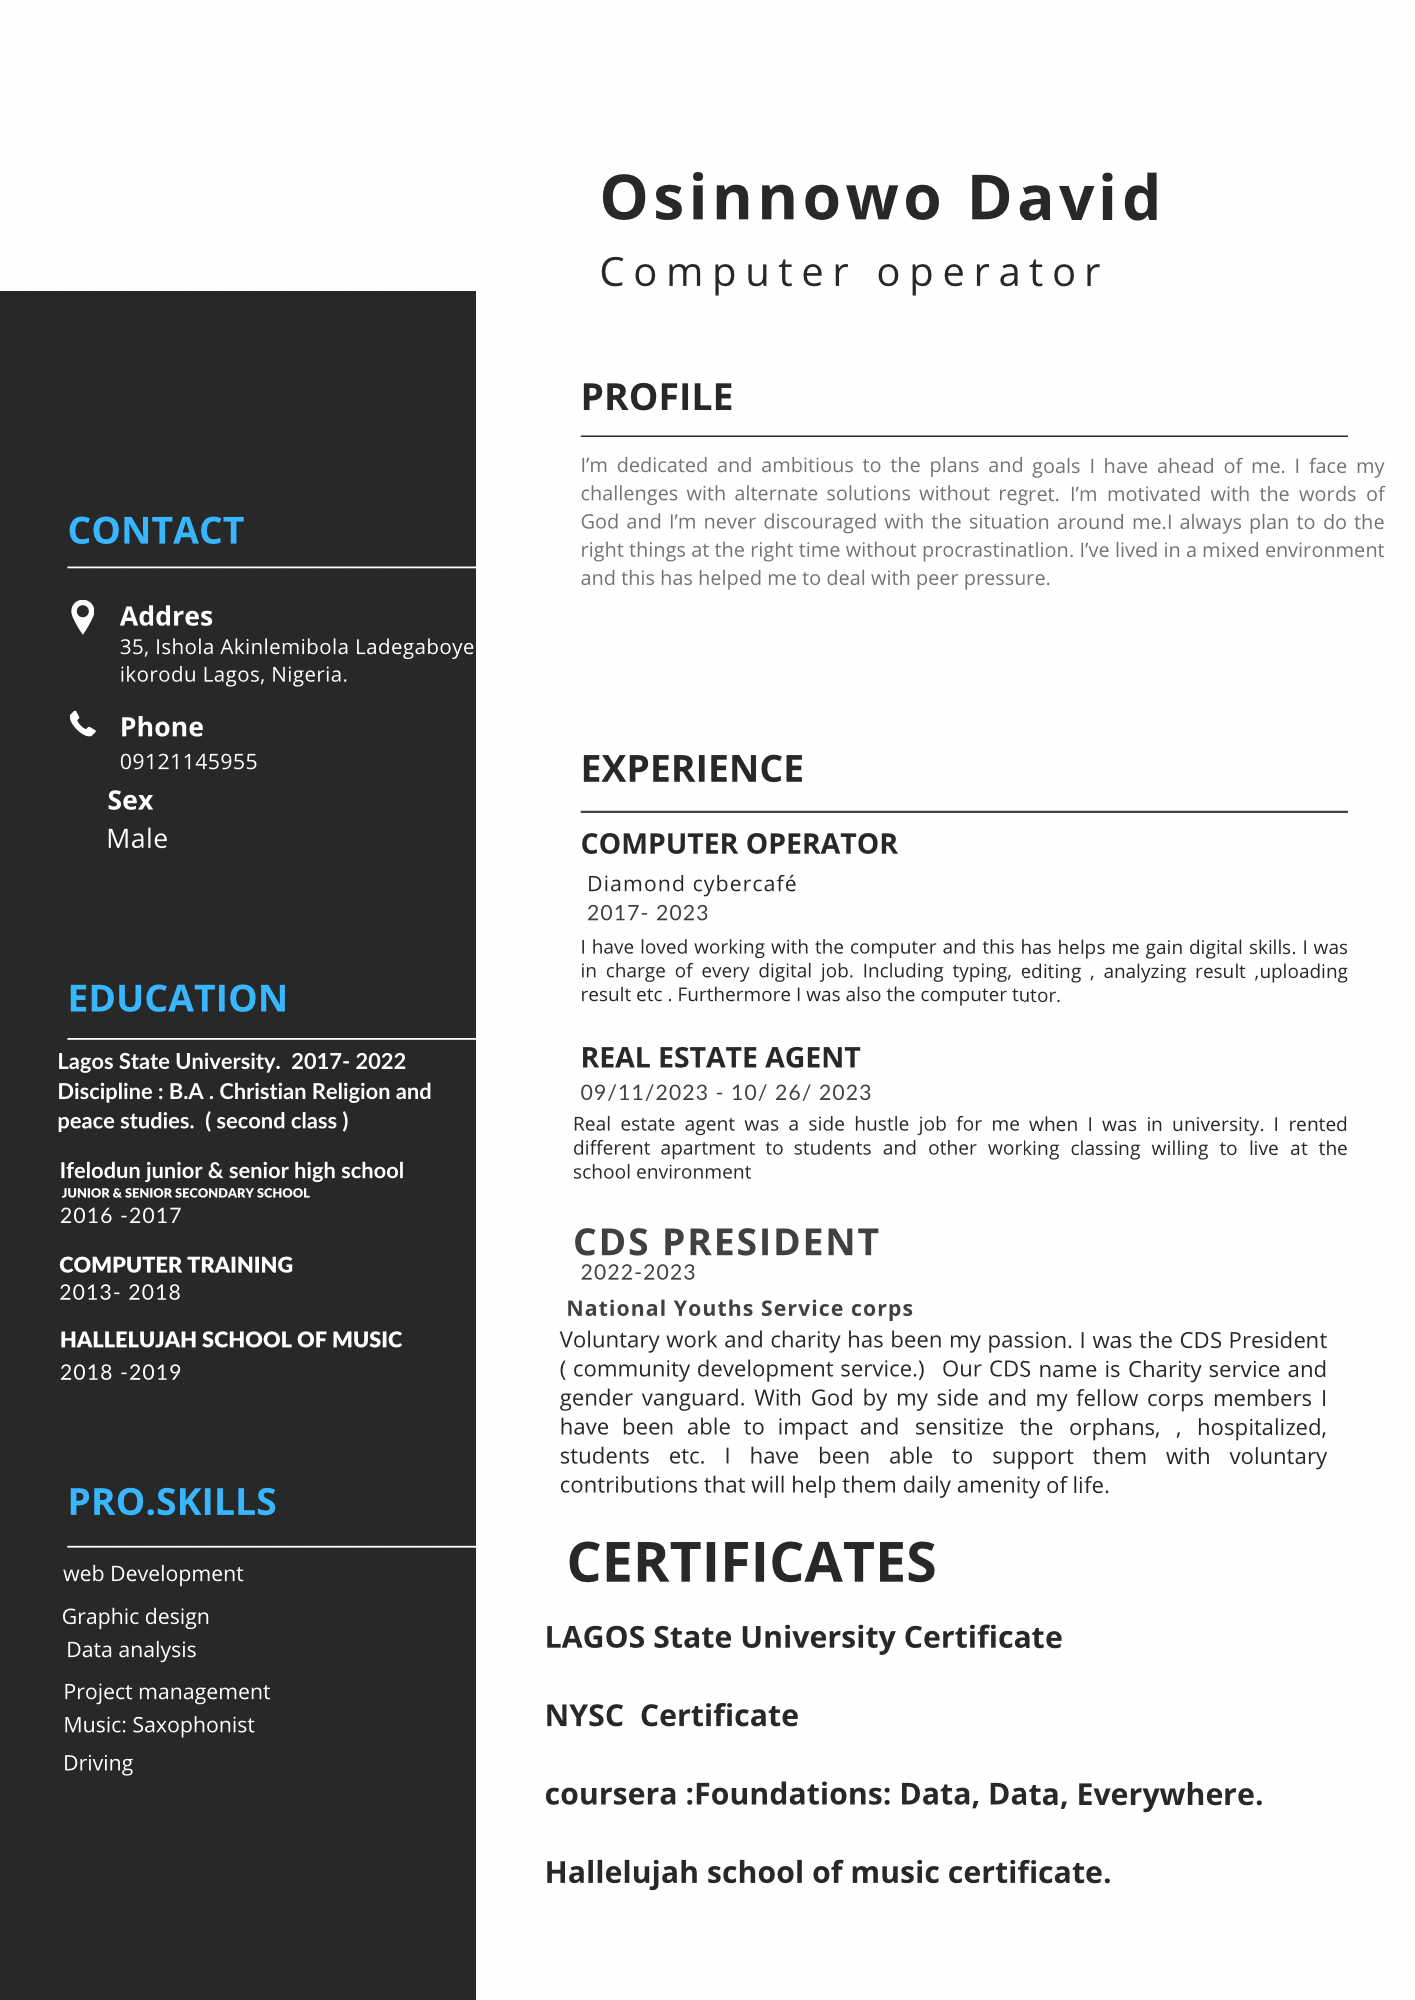 Osinnowo David
Computer operator
CONTACT
Addres
35, Ishola Akinlemibola Ladegaboye
ikorodu Lagos, Nigeria.
Phone
09121145955
Sex
Male
EDUCATION
Lagos State University.  2017- 2022
Discipline : B.A . Christian Religion and
peace studies.  ( second class )
Ifelodun junior & senior high school
JUNIOR & SENIOR SECONDARY SCHOOL
2016 -2017
COMPUTER TRAINING
2013- 2018
HALLELUJAH SCHOOL OF MUSIC
2018 -2019
PRO.SKILLS
web Development
Graphic design
Data analysis
Project management
Music: Saxophonist
Driving
PROFILE
I’m dedicated and ambitious to the plans and goals I have ahead of me. I face my
challenges with alternate solutions without regret. I’m motivated with the words of
God and I’m never discouraged with the situation around me.I always plan to do the
right things at the right time without procrastinatlion. I’ve lived in a mixed environment
and this has helped me to deal with peer pressure.
EXPERIENCE
COMPUTER OPERATOR
Diamond cybercafé
2017- 2023
I have loved working with the computer and this has helps me gain digital skills. I was
in charge of every digital job. Including typing, editing , analyzing result ,uploading
result etc . Furthermore I was also the computer tutor.
REAL ESTATE AGENT
09/11/2023 - 10/ 26/ 2023
Real estate agent was a side hustle job for me when I was in university. I rented
different apartment to students and other working classing willing to live at the
school environment
CDS PRESIDENT
2022-2023
National Youths Service corps
Voluntary work and charity has been my passion. I was the CDS President
( community development service.)  Our CDS name is Charity service and
gender vanguard. With God by my side and my fellow corps members I
have been able to impact and sensitize the orphans, , hospitalized,
students etc. I have been able to support them with voluntary
contributions that will help them daily amenity of life.
CERTIFICATES
LAGOS State University Certificate
NYSC  Certificate
coursera :Foundations: Data, Data, Everywhere.
Hallelujah school of music certificate.